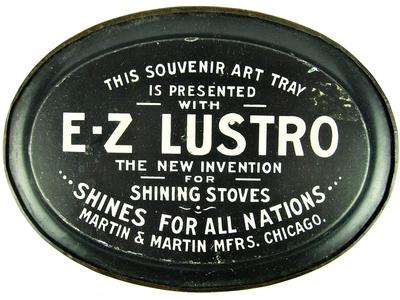 THIS SOUVENIR ART TRAY
IS PRESENTED
WITH
E-Z LUSTRO
THE NEW INVENTION
FOR
SHINING STOVES
....SHINES FOR ALL NATIONS....
MARTIN & MARTIN MFRS. CHICAGO.